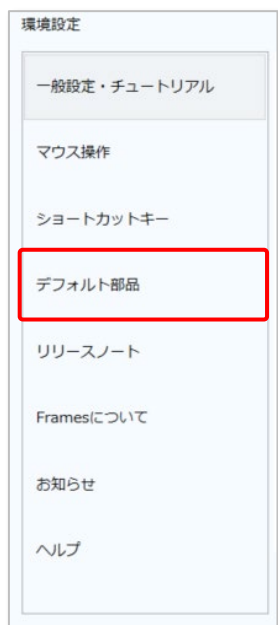 環境設定
一般設定・チュートリアル
マウス操作
ショートカットキー
デフォルト部品
リリースノート
Framesについて
お知らせ
ヘルプ